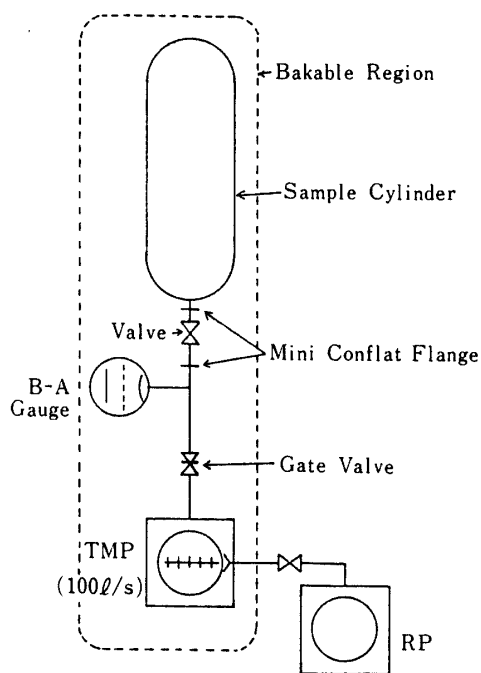 Bakable Region
Sample Cylinder
Valve
Mini Conflat Flange
B-A
Gauge
Gate Valve
TMP
(100ℓ/s)
RP